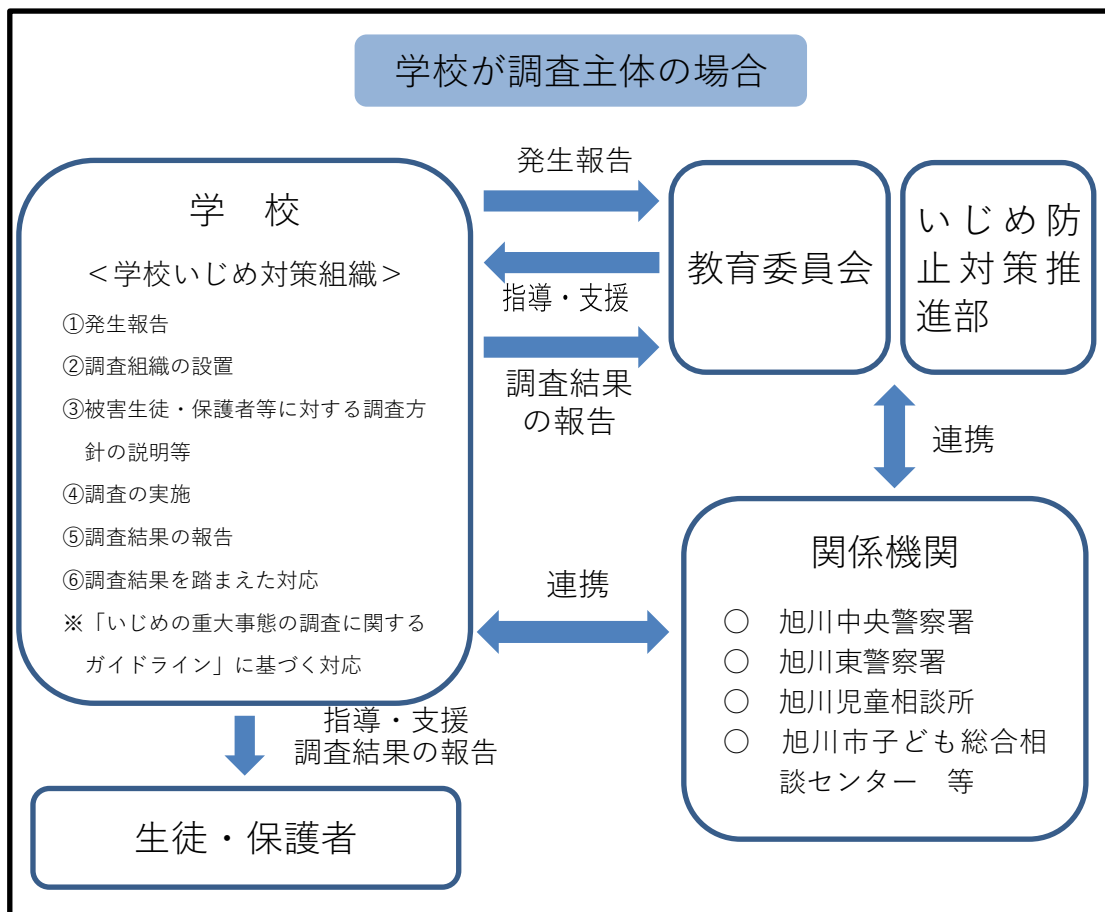 学校が調査主体の場合
学　校
＜学校いじめ対策組織＞
①発生報告
②調査組織の設置
③被害生徒・保護者等に対する調査方
針の説明等
④調査の実施
⑤調査結果の報告
⑥調査結果を踏まえた対応
※「いじめの重大事態の調査に関する
ガイドライン」に基づく対応
発生報告
指導・支援
調査結果
の報告
教育委員会
いじめ防
止対策推
進部
連携
連携
関係機関
○　旭川中央警察署
○　旭川東警察署
○　旭川児童相談所
○　旭川市子ども総合相
談センター　等
指導・支援
調査結果の報告
生徒・保護者